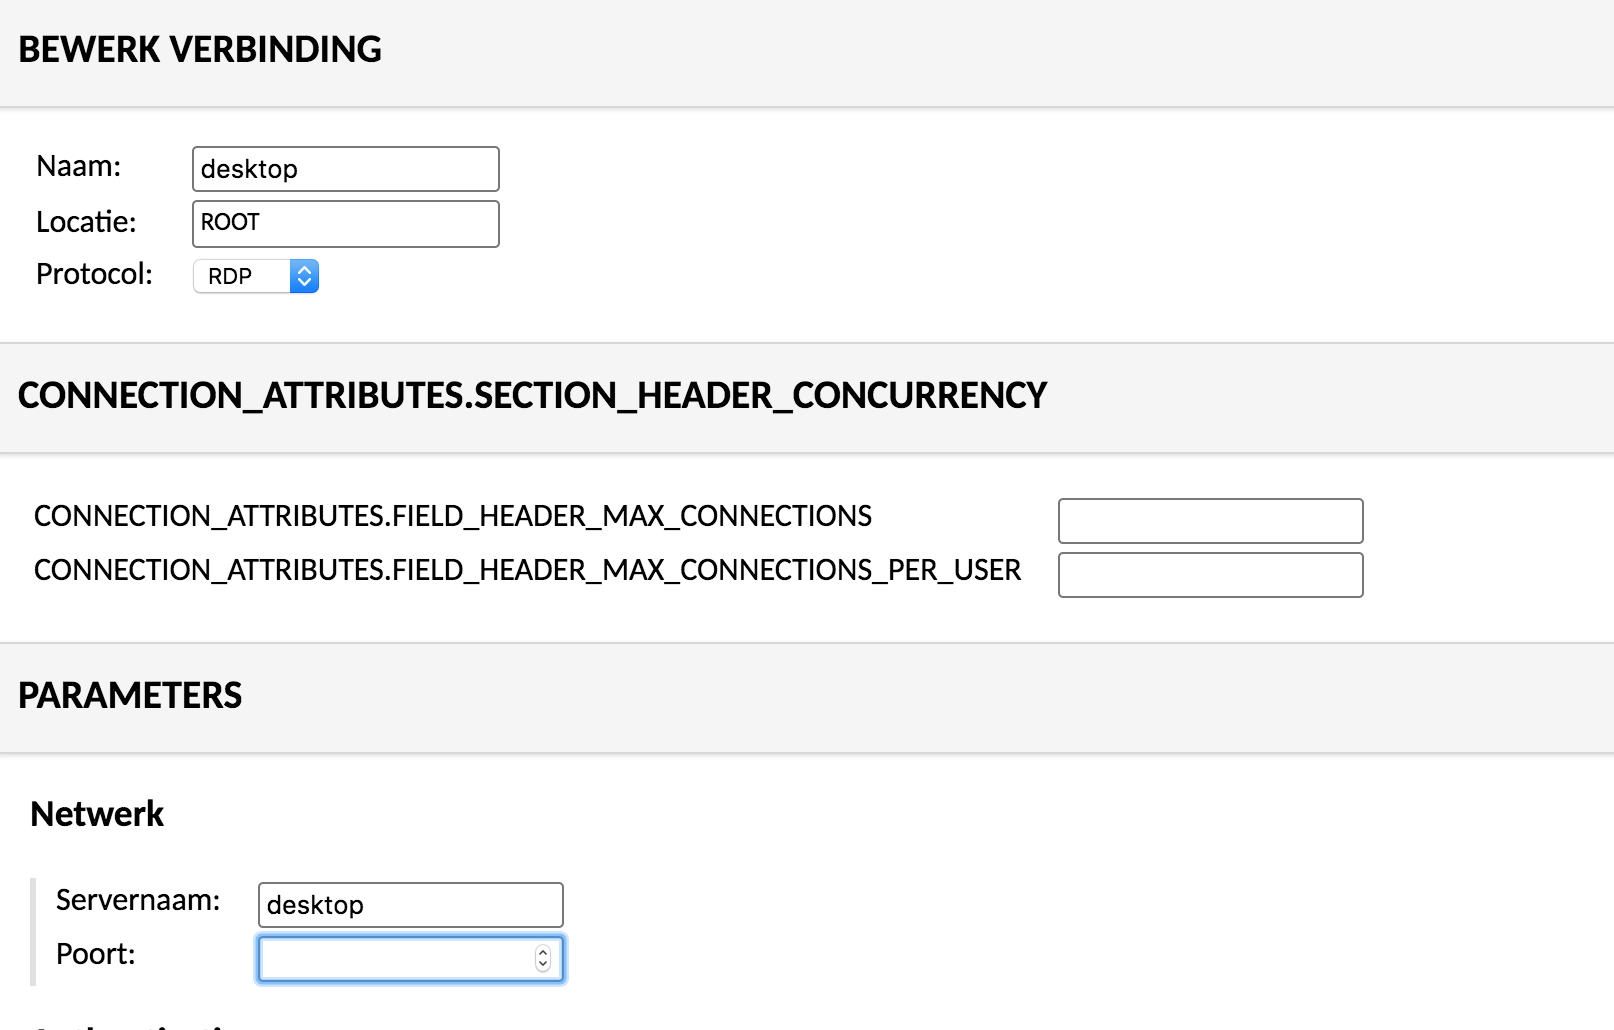 BEWERK VERBINDING
Naam: desktop
Locatie: ROOT
Protocol: RDP
CONNECTION_ATTRIBUTES.SECTION_HEADER_CONCURRENCY
CONNECTION_ATTRIBUTES.FIELD_HEADER_MAX_CONNECTIONS
CONNECTION_ATTRIBUTES.FIELD_HEADER_MAX_CONNECTIONS_PER_USER
PARAMETERS
Netwerk
Servernaam: desktop
Poort: